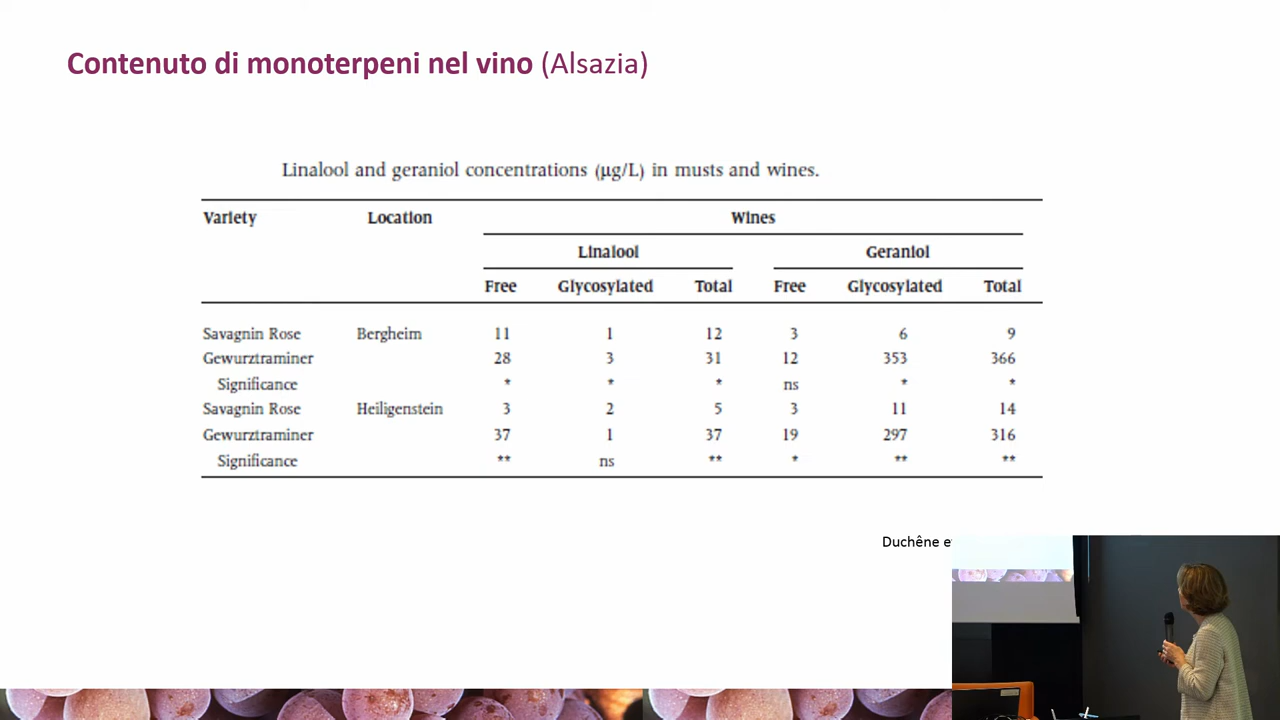 Contenuto di monoterpeni nel vino (Alsazia)
Linalool and geraniol concentrations (µg/L) in musts and wines.
Variety Location Wines
Linalool Geraniol
Free Glycosylated Total Free Glycosylated Total
Savagnin Rose Bergheim 11 1 12 3 6 9
Gewurztraminer 28 3 31 12 353 366
Significance * * * ns * *
Savagnin Rose Heiligenstein 3 2 5 3 11 14
Gewurztraminer 37 1 37 19 297 316
Significance ** ns ** * ** **
Duchêne